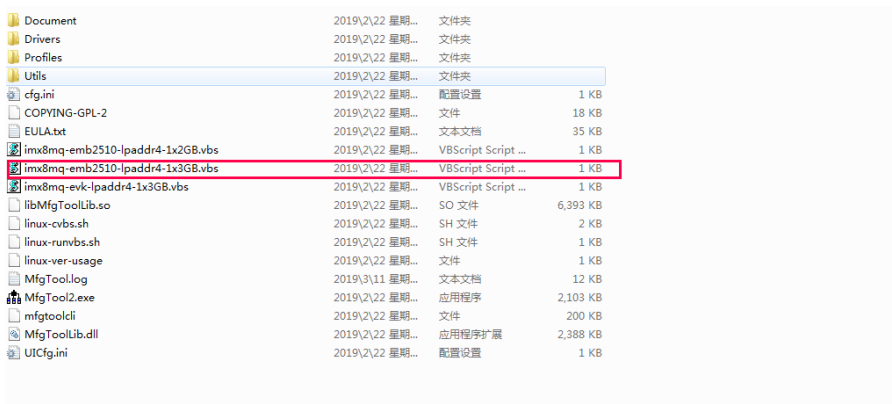 Document 2019\2\22 星期... 文件夹
Drivers 2019\2\22 星期... 文件夹
Profiles 2019\2\22 星期... 文件夹
Utils 2019\2\22 星期... 文件夹
cfg.ini 2019\2\22 星期... 配置设置 1 KB
COPYING-GPL-2 2019\2\22 星期... 文件 18 KB
EULA.txt 2019\2\22 星期... 文本文档 35 KB
imx8mq-emb2510-lpaddr4-1x2GB.vbs 2019\2\22 星期... VBScript Script ... 1 KB
imx8mq-emb2510-lpaddr4-1x3GB.vbs 2019\2\22 星期... VBScript Script ... 1 KB
imx8mq-evk-lpaddr4-1x3GB.vbs 2019\2\22 星期... VBScript Script ... 1 KB
libMfgToolLib.so 2019\2\22 星期... SO 文件 6,393 KB
linux-cvbs.sh 2019\2\22 星期... SH 文件 2 KB
linux-runvbs.sh 2019\2\22 星期... SH 文件 1 KB
linux-ver-usage 2019\2\22 星期... 文件 1 KB
MfgTool.log 2019\3\11 星期... 文本文档 12 KB
MfgTool2.exe 2019\2\22 星期... 应用程序 2,103 KB
mfgtoolcli 2019\2\22 星期... 文件 200 KB
MfgToolLib.dll 2019\2\22 星期... 应用程序扩展 2,388 KB
UICfg.ini 2019\2\22 星期... 配置设置 1 KB